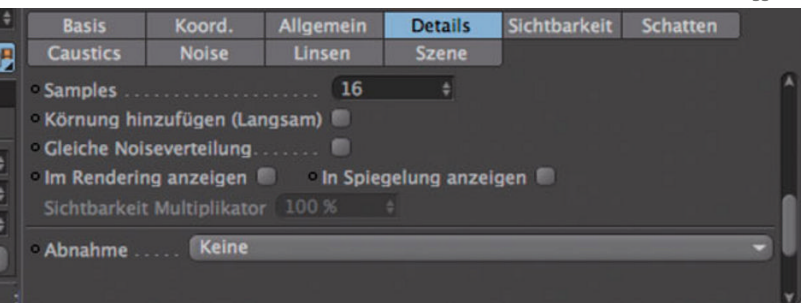 Basis Koord. Allgemein Details Sichtbarkeit Schatten
Caustics Noise Linsen Szene
Samples . . . . . . . . . . . . . . . . . . . . 16
Körnung hinzufügen (Langsam)
Gleiche Noiseverteilung. . . . . . .
Im Rendering anzeigen In Spiegelung anzeigen
Sichtbarkeit Multiplikator 100 %
Abnahme . . . . . Keine